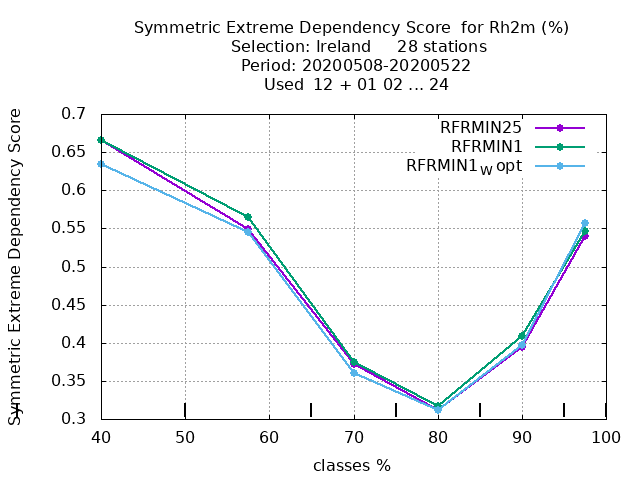 Symmetric Extreme Dependency Score for Rh2m (%)
Selection: Ireland 28 stations
Period: 20200508-20200522
Used 12 + 01 02 ... 24
Symmetric Extreme Dependency Score
0.7
0.65
0.6
0.55
0.5
0.45
0.4
0.35
0.3
RFRMIN25
RFRMIN1
RFRMIN1W opt
40
50
60
70
80
90
100
classes %